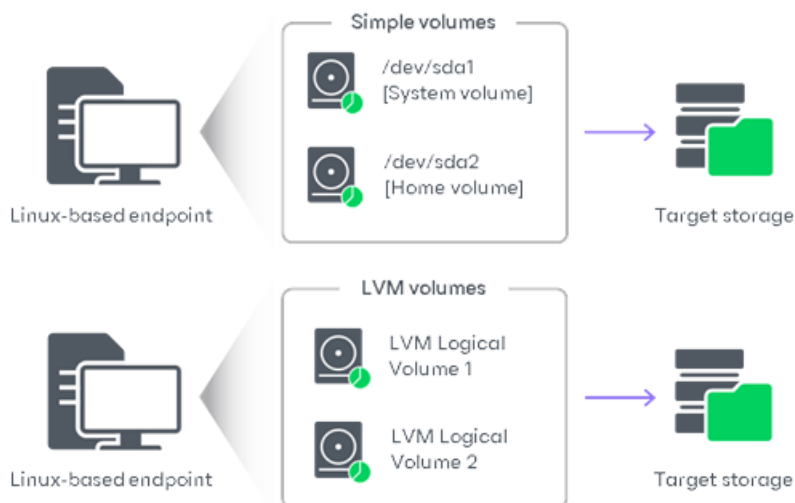 Simple volumes
/dev/sda1
[System volume]
/dev/sda2
[Home volume]
Linux-based endpoint
Target storage
LVM volumes
LVM Logical
Volume 1
LVM Logical
Volume 2
Linux-based endpoint
Target storage